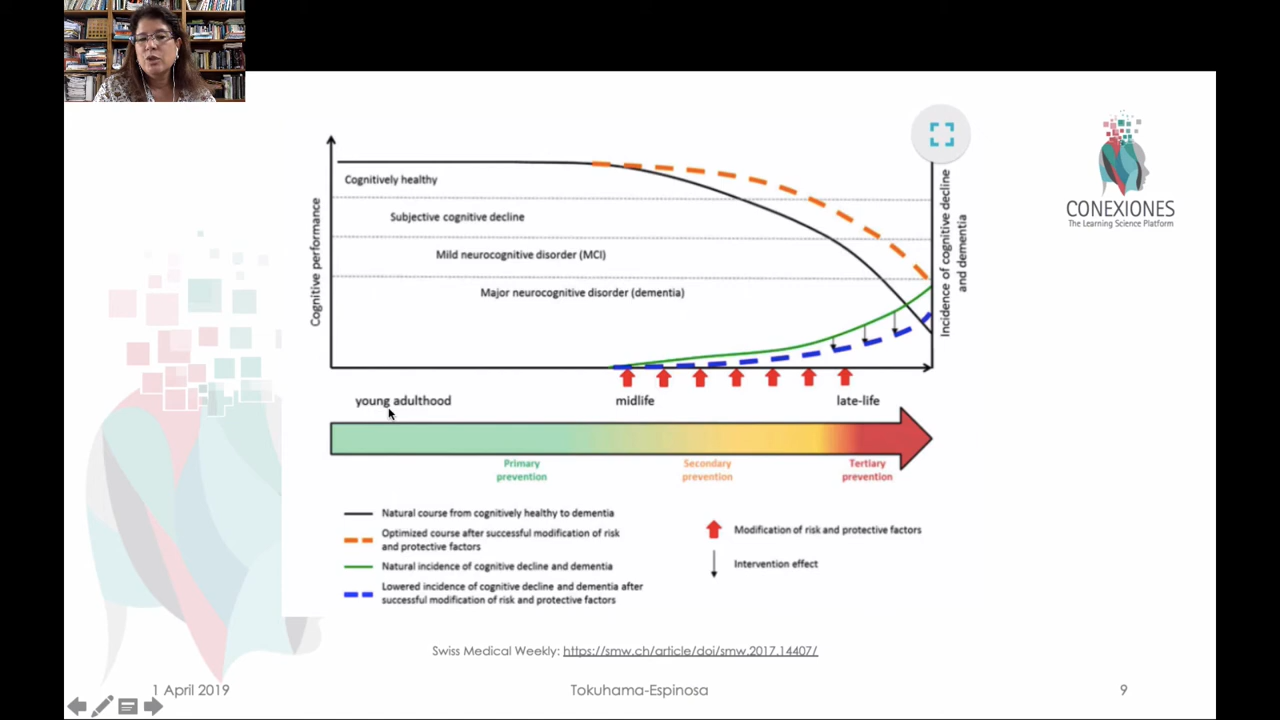 CONEXIONES
The Learning Science Platform
Cognitive performance
Cognitively healthy
Subjective cognitive decline
Mild neurocognitive disorder (MCI)
Major neurocognitive disorder (dementia)
Incidence of cognitive decline
and dementia
young adulthood
midlife
late-life
Primary
prevention
Secondary
prevention
Tertiary
prevention
Natural course from cognitively healthy to dementia
Optimized course after successful modification of risk
and protective factors
Natural incidence of cognitive decline and dementia
Lowered incidence of cognitive decline and dementia after
successful modification of risk and protective factors
Modification of risk and protective factors
Intervention effect
Swiss Medical Weekly: https://smw.ch/article/doi/smw.2017.14407/
1 April 2019
Tokuhama-Espinosa
9